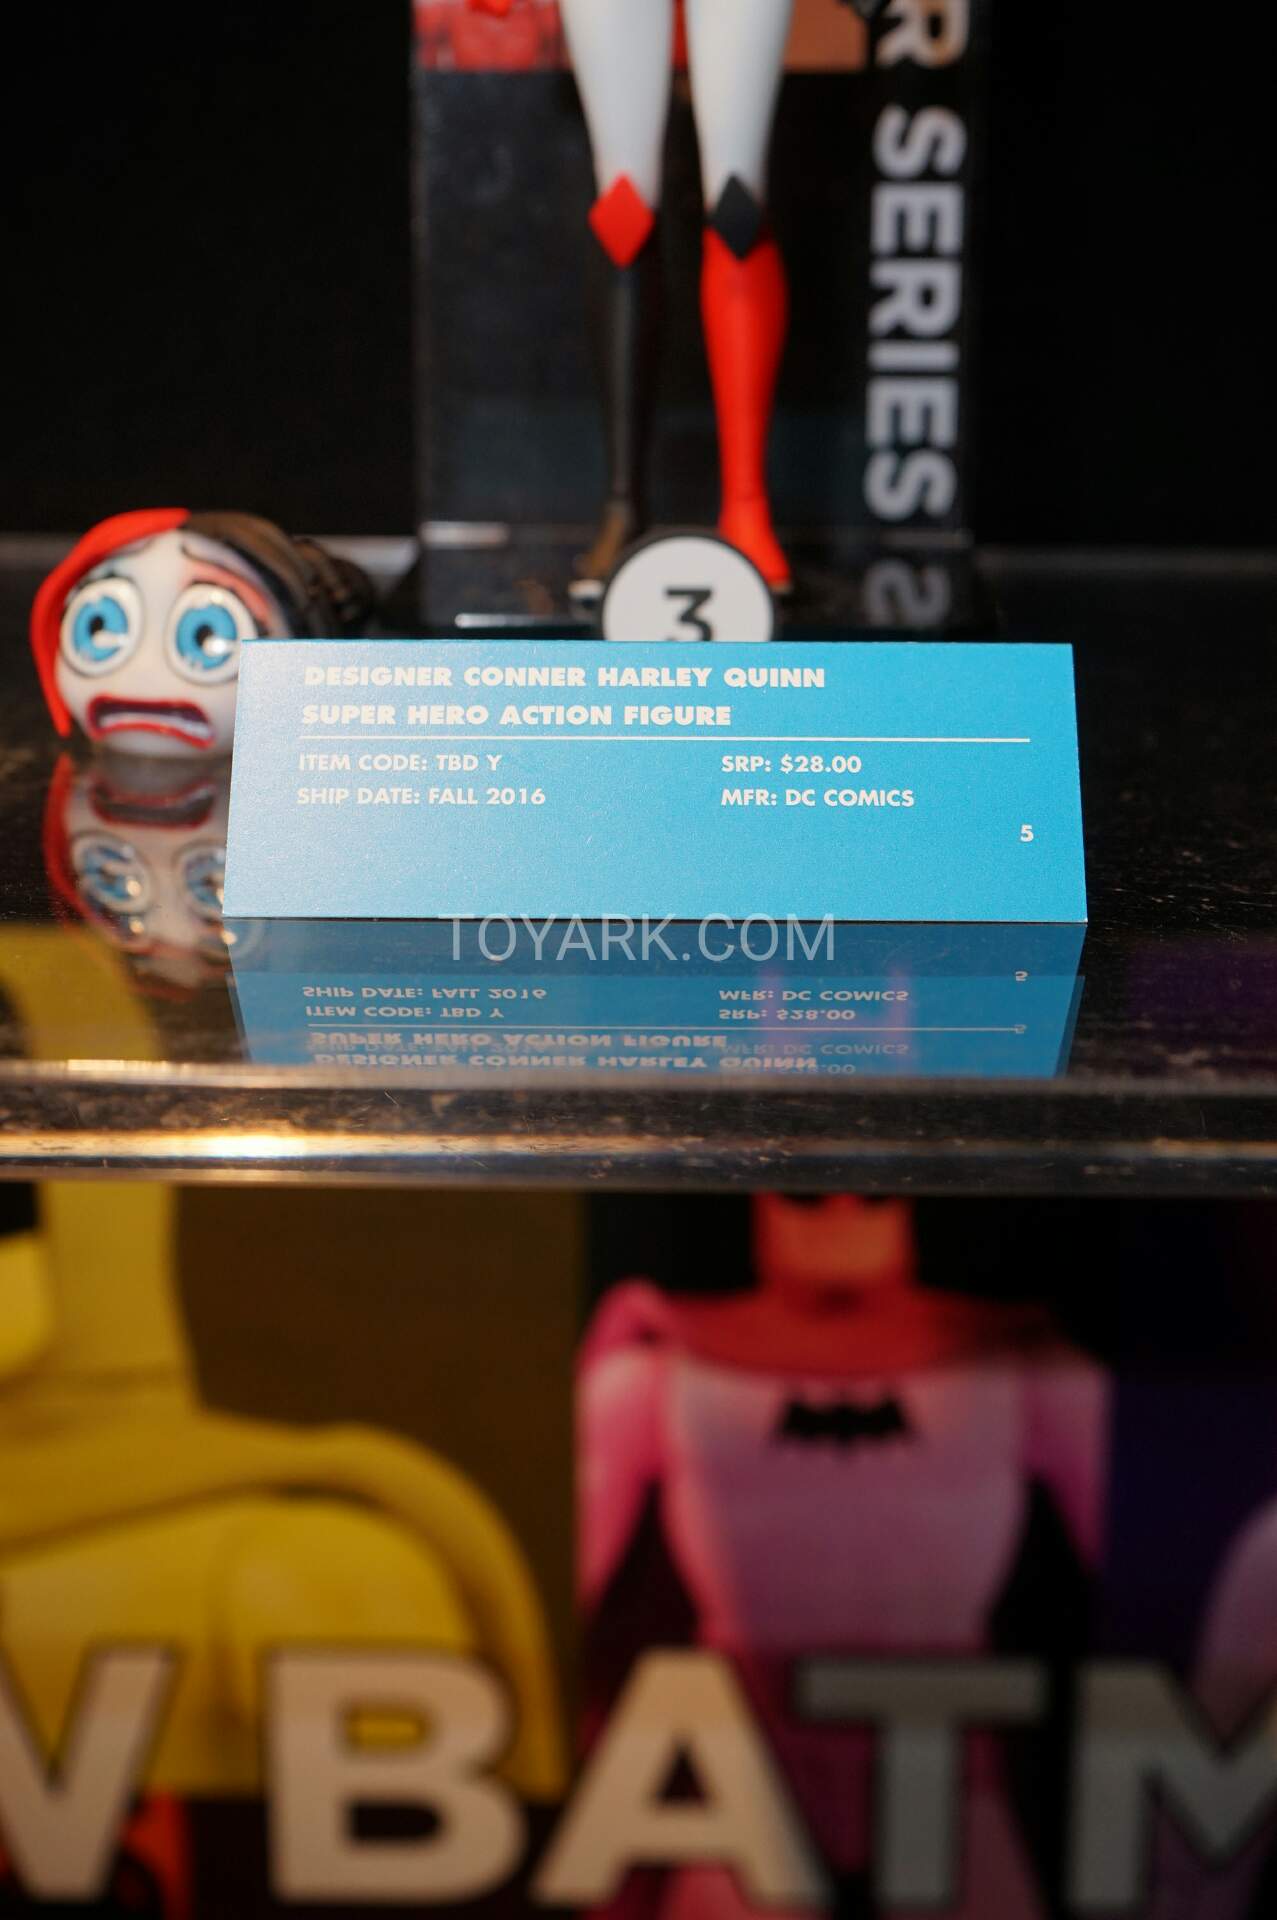 R SERIES
3
DESIGNER CONNER HARLEY QUINN
SUPER HERO ACTION FIGURE
ITEM CODE: TBD Y
SRP: $28.00
SHIP DATE: FALL 2016
MFR: DC COMICS
5
TOYARK.COM
BATM